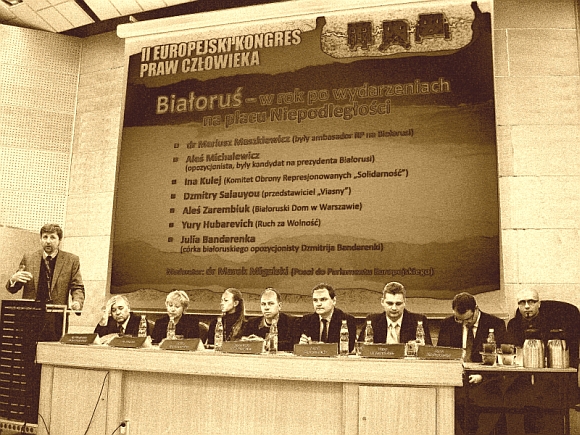 II EUROPEJSKI KONGRES
PRAW CZŁOWIEKA
Białoruś – w rok po wydarzeniach
na placu Niepodległości
dr Mariusz Maszkiewicz (były ambasador RP na Białorusi)
Aleś Michalewicz
(opozycjonista, były kandydat na prezydenta Białorusi)
Ina Kulej (Komitet Obrony Represjonowanych „Solidarność”)
Dzmitry Salauyou (przedstawiciel „Viasny”)
Aleś Zarembiuk (Białoruski Dom w Warszawie)
Yury Hubarevich (Ruch za Wolność)
Julia Bandarenka
(córka białoruskiego opozycjonisty Dzmitrija Bandarenki)
Moderator: dr Marek Migalski (Poseł do Parlamentu Europejskiego)